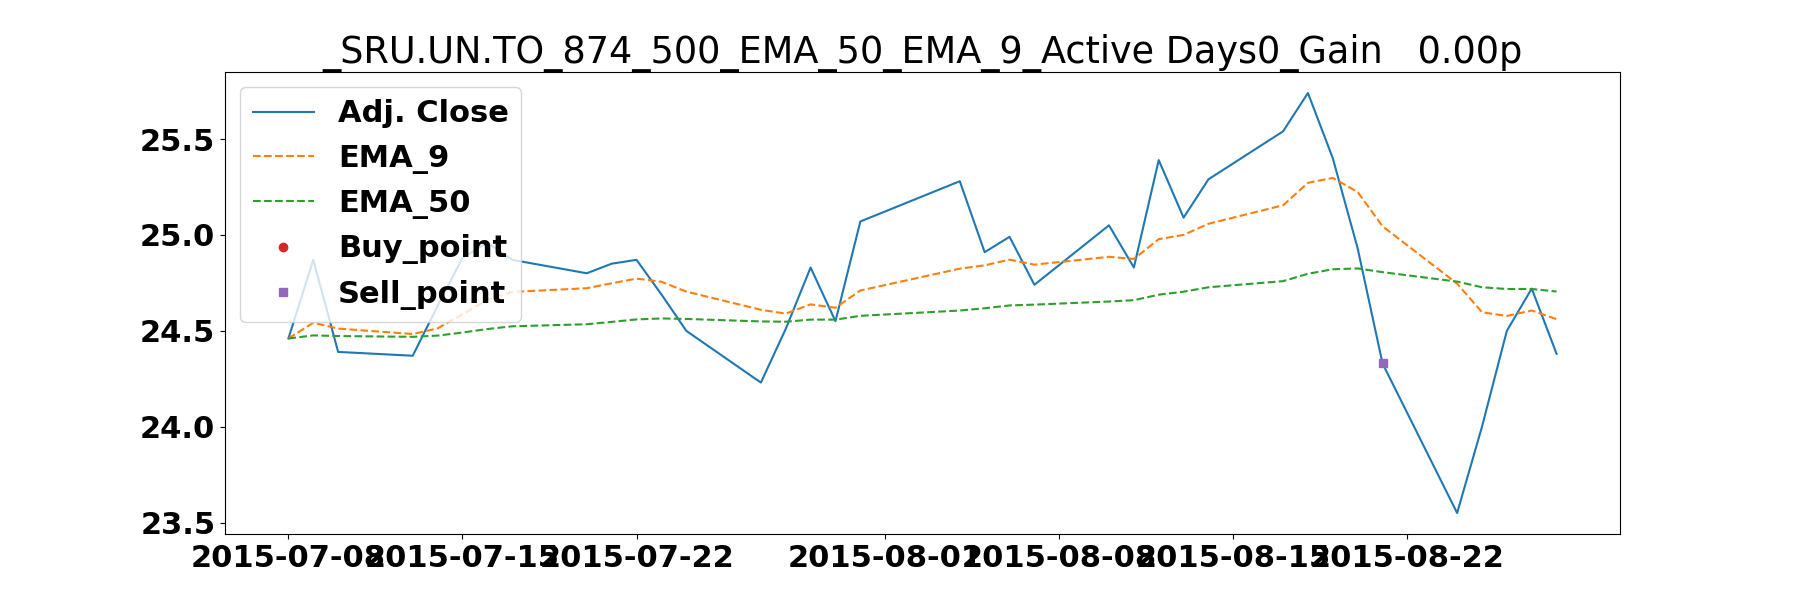 _SRU.UN.TO_874_500_EMA_50_EMA_9_Active Days0_Gain   0.00p
Adj. Close
EMA_9
EMA_50
Buy_point
Sell_point
25.5
25.0
24.5
24.0
23.5
2015-07-08 2015-07-15 2015-07-22 2015-08-01 2015-08-08 2015-08-15 2015-08-22